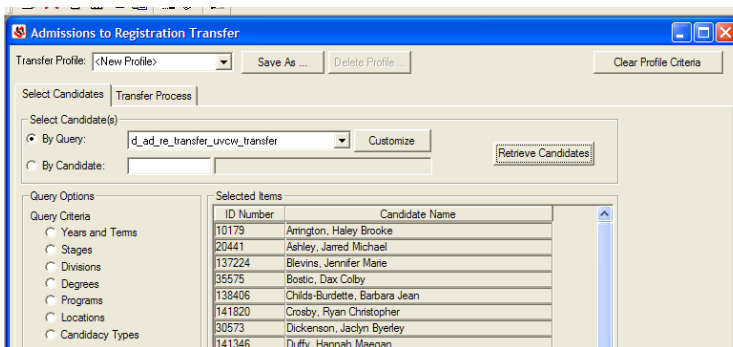 Admissions to Registration Transfer
Transfer Profile: <New Profile> Save As ... Delete Profile ... Clear Profile Criteria
Select Candidates Transfer Process
Select Candidate(s)
By Query: d_ad_re_transfer_uvcw_transfer Customize
Retrieve Candidates
By Candidate:
Query Options Selected Items
Query Criteria ID Number Candidate Name
Years and Terms 10179 Arrington, Haley Brooke
Stages 20441 Ashley, Jarred Michael
Divisions 137224 Blevins, Jennifer Marie
Degrees 35575 Bostic, Dax Colby
Programs 138406 Childs-Burdette, Barbara Jean
Locations 141820 Crosby, Ryan Christopher
Candidacy Types 30573 Dickenson, Jaclyn Byerley
141346 Duffy, Hannah Maegan